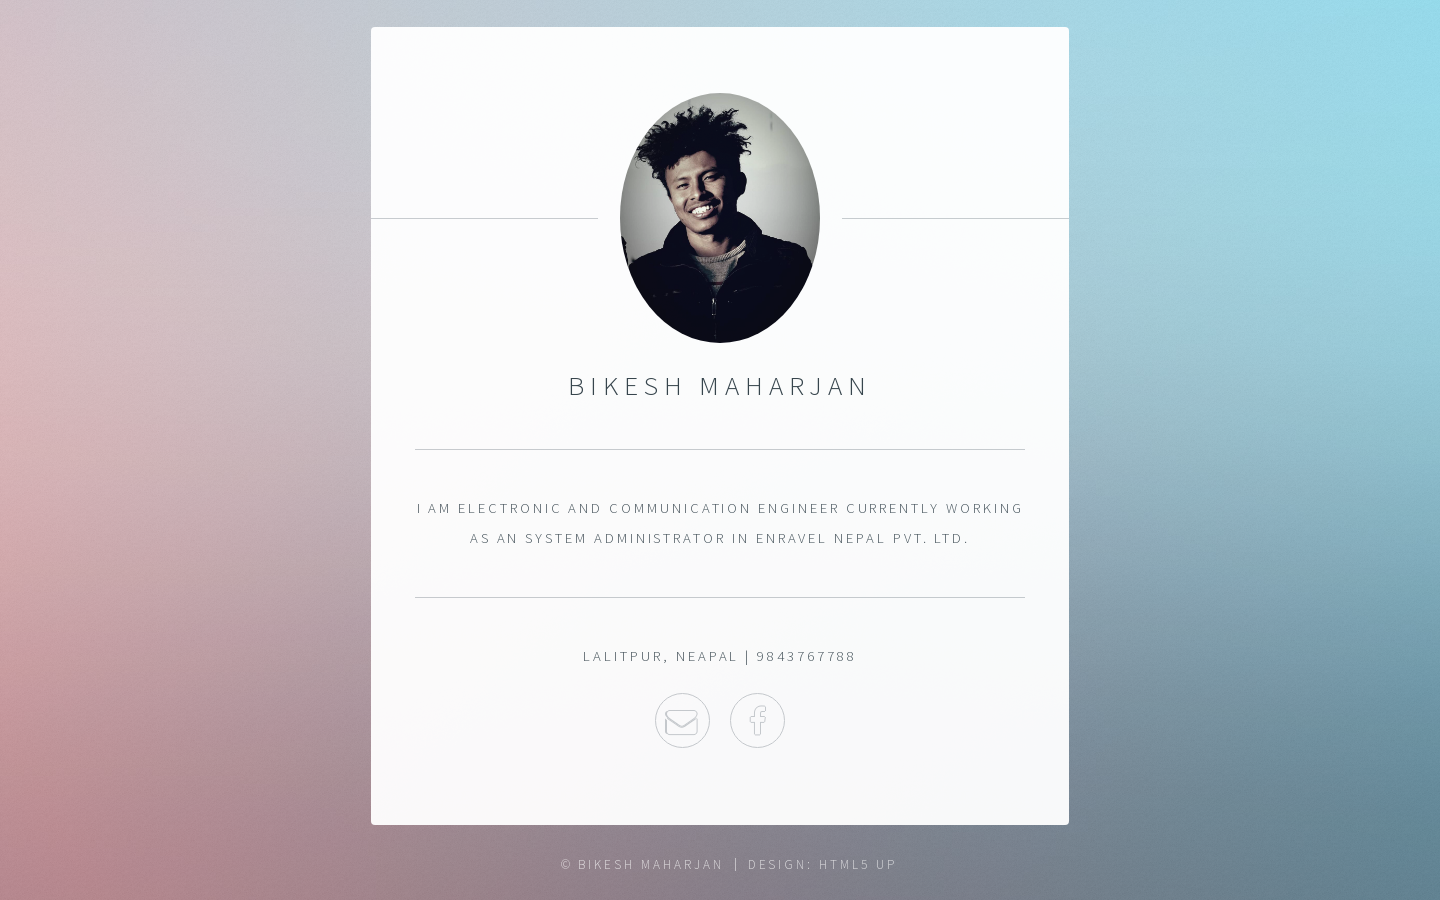 BIKESH MAHARJAN
I AM ELECTRONIC AND COMMUNICATION ENGINEER CURRENTLY WORKING
AS AN SYSTEM ADMINISTRATOR IN ENRAVEL NEPAL PVT. LTD.
LALITPUR, NEAPAL | 9843767788
© BIKESH MAHARJAN | DESIGN: HTML5 UP